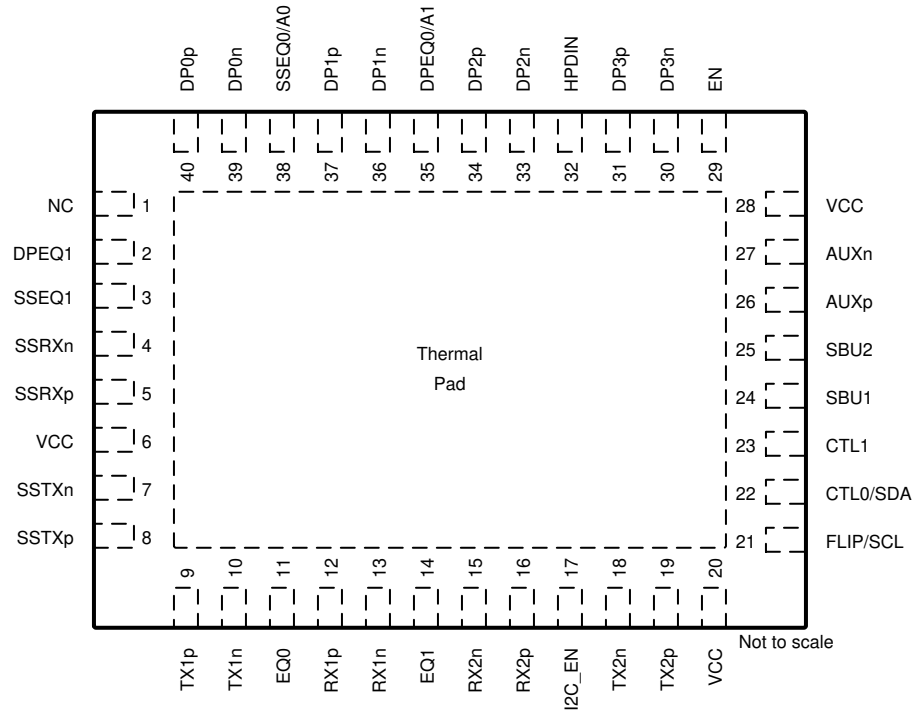 DP0p DP0n SSEQ0/A0 DP1p DP1n DPEQ0/A1 DP2p DP2n HPDIN DP3p DP3n EN
40 39 38 37 36 35 34 33 32 31 30 29
NC 1 28 VCC
DPEQ1 2 27 AUXn
SSEQ1 3 26 AUXp
SSRXn 4 25 SBU2
SSRXp 5 24 SBU1
VCC 6 23 CTL1
SSTXn 7 22 CTL0/SDA
SSTXp 8 21 FLIP/SCL
Thermal
Pad
9 10 11 12 13 14 15 16 17 18 19 20
TX1p TX1n EQ0 RX1p RX1n EQ1 RX2n RX2p I2C_EN TX2n TX2p VCC
Not to scale